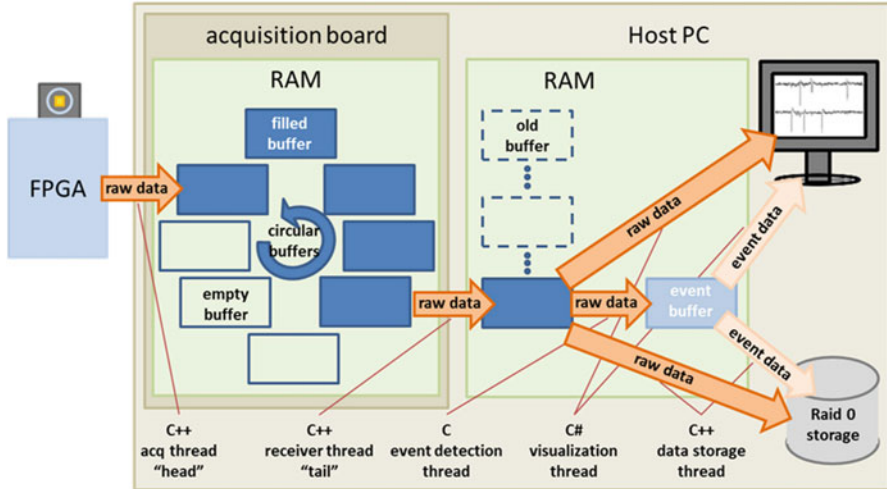 acquisition board
Host PC
RAM
RAM
filled
buffer
old
buffer
FPGA
raw data
circular
buffers
raw data
event data
empty
buffer
raw data
raw data
event
buffer
raw data
event data
Raid 0
storage
C++
acq thread
“head”
C++
receiver thread
“tail”
C
event detection
thread
C#
visualization
thread
C++
data storage
thread